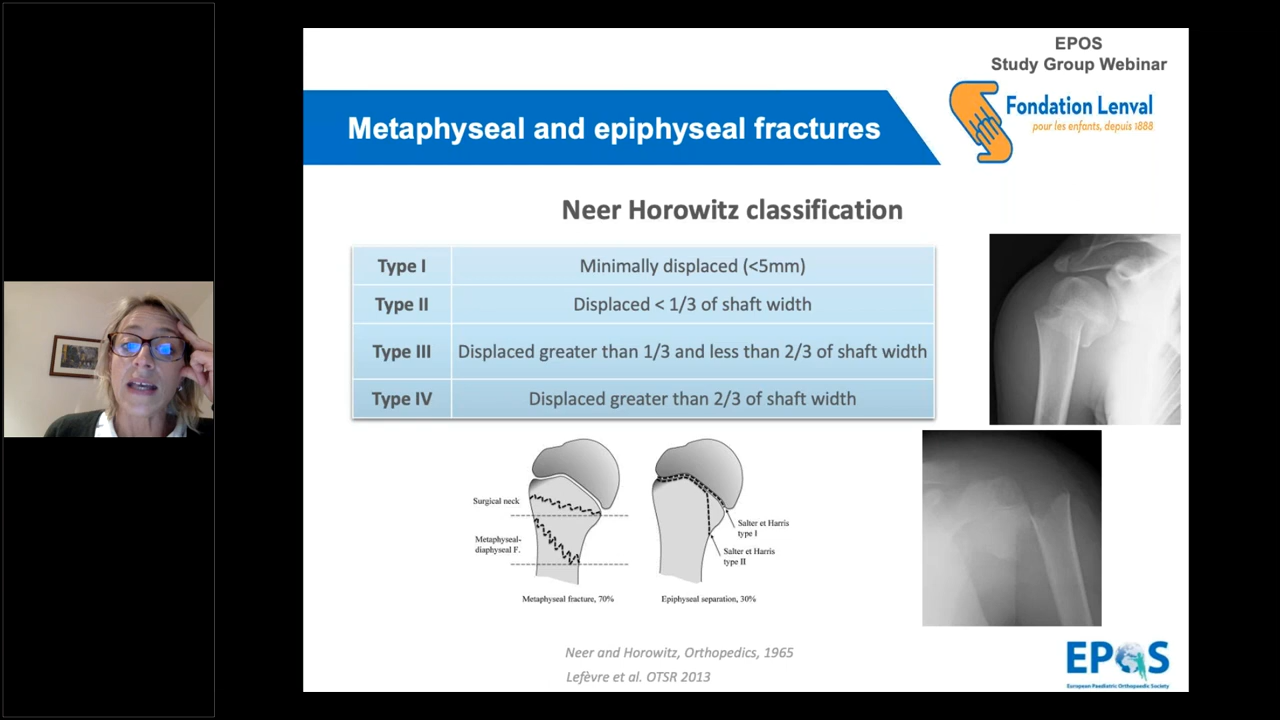 EPOS
Study Group Webinar
Fondation Lenval
pour les enfants, depuis 1888
Metaphyseal and epiphyseal fractures
Neer Horowitz classification
Type I Minimally displaced (<5mm)
Type II Displaced < 1/3 of shaft width
Type III Displaced greater than 1/3 and less than 2/3 of shaft width
Type IV Displaced greater than 2/3 of shaft width
Surgical neck
Metaphyseal-
diaphyseal F.
Metaphyseal fracture, 70%
Salter et Harris
type I
Salter et Harris
type II
Epiphyseal separation, 30%
Neer and Horowitz, Orthopedics, 1965
Lefèvre et al. OTSR 2013
EPOS
European Paediatric Orthopaedic Society